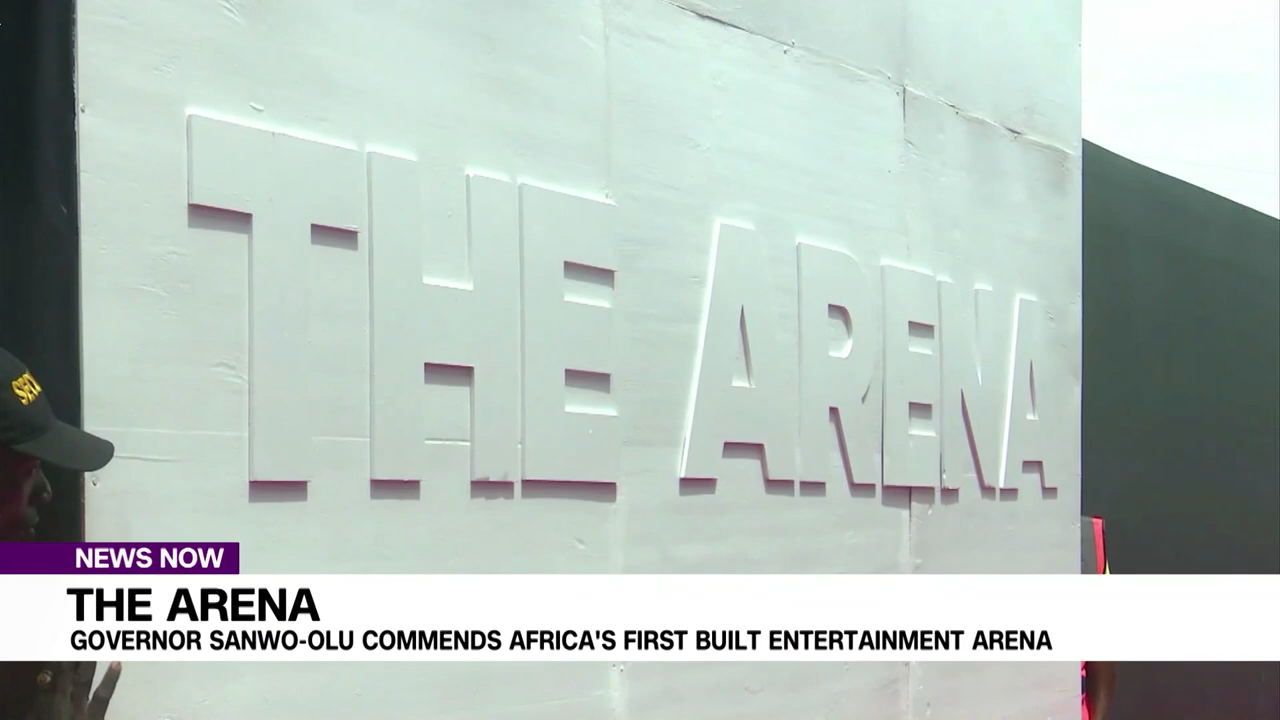 THE ARENA
NEWS NOW
THE ARENA
GOVERNOR SANWO-OLU COMMENDS AFRICA'S FIRST BUILT ENTERTAINMENT ARENA